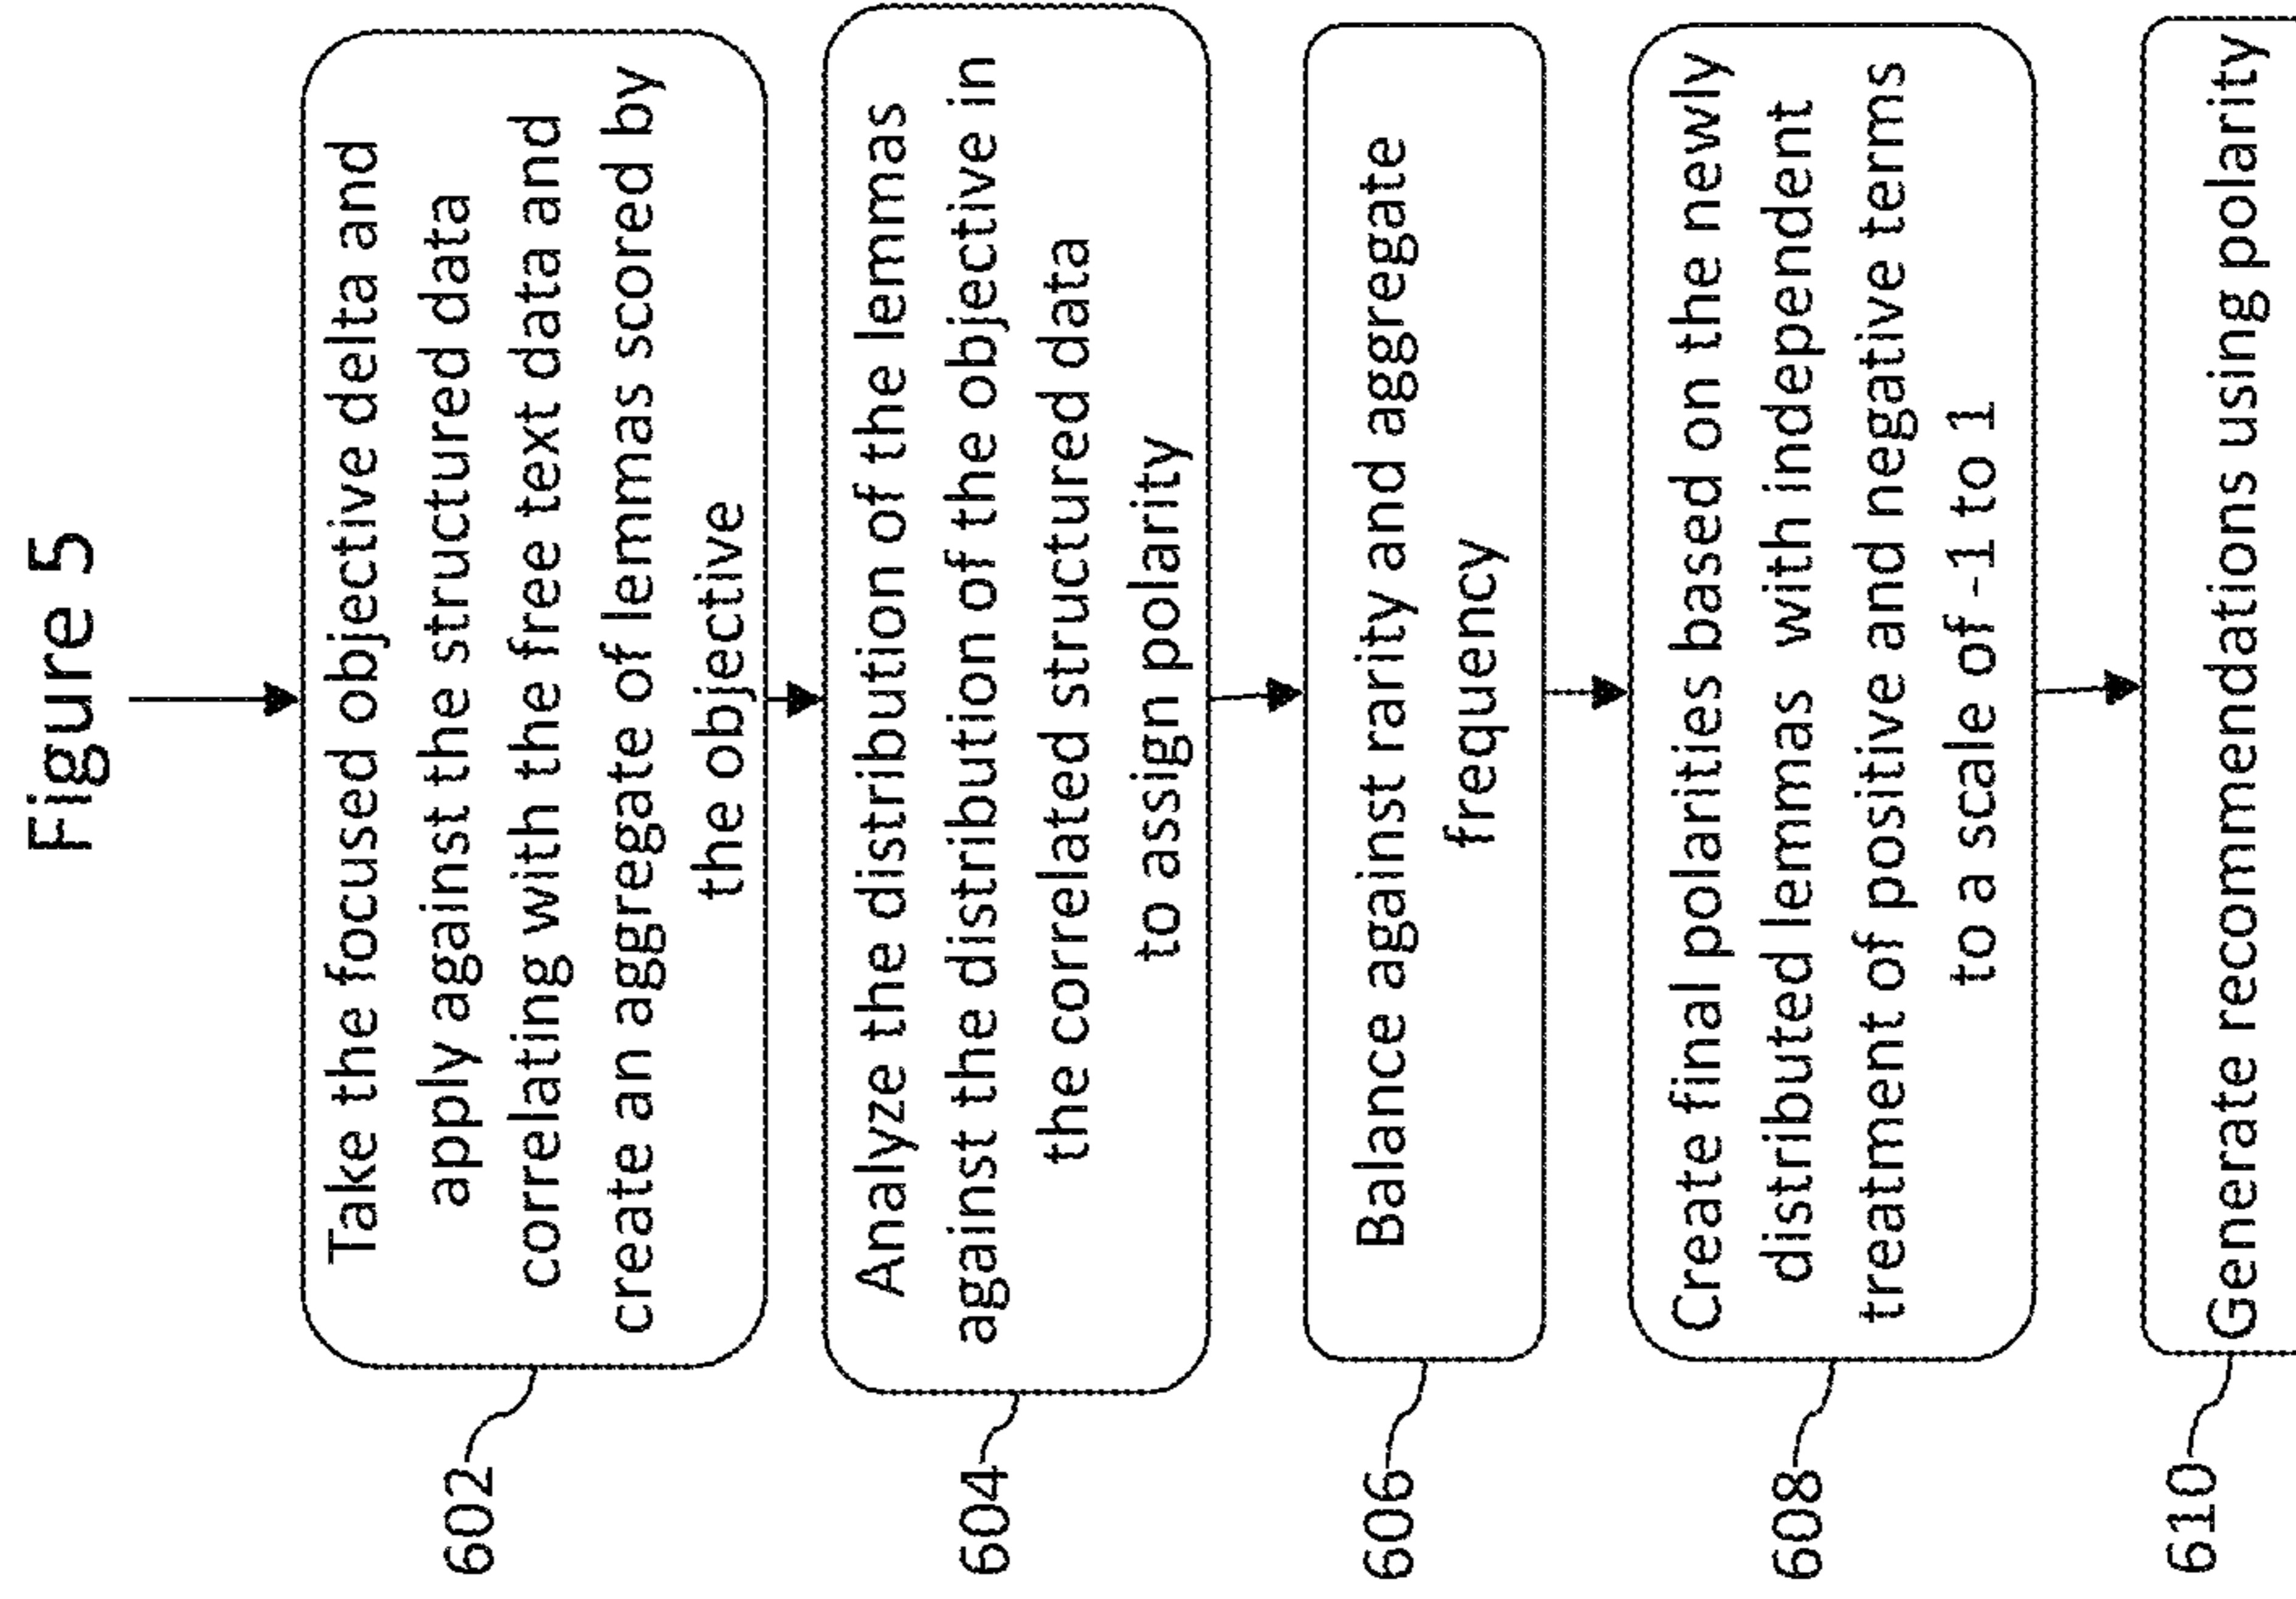 Figure 5
602
Take the focused objective delta and
apply against the structured data
correlating with the free text data and
create an aggregate of lemmas scored by
the objective
604
Analyze the distribution of the lemmas
against the distribution of the objective in
the correlated structured data
to assign polarity
606
Balance against rarity and aggregate
frequency
608
Create final polarities based on the newly
distributed lemmas with independent
treatment of positive and negative terms
to a scale of -1 to 1
610
Generate recommendations using polarity